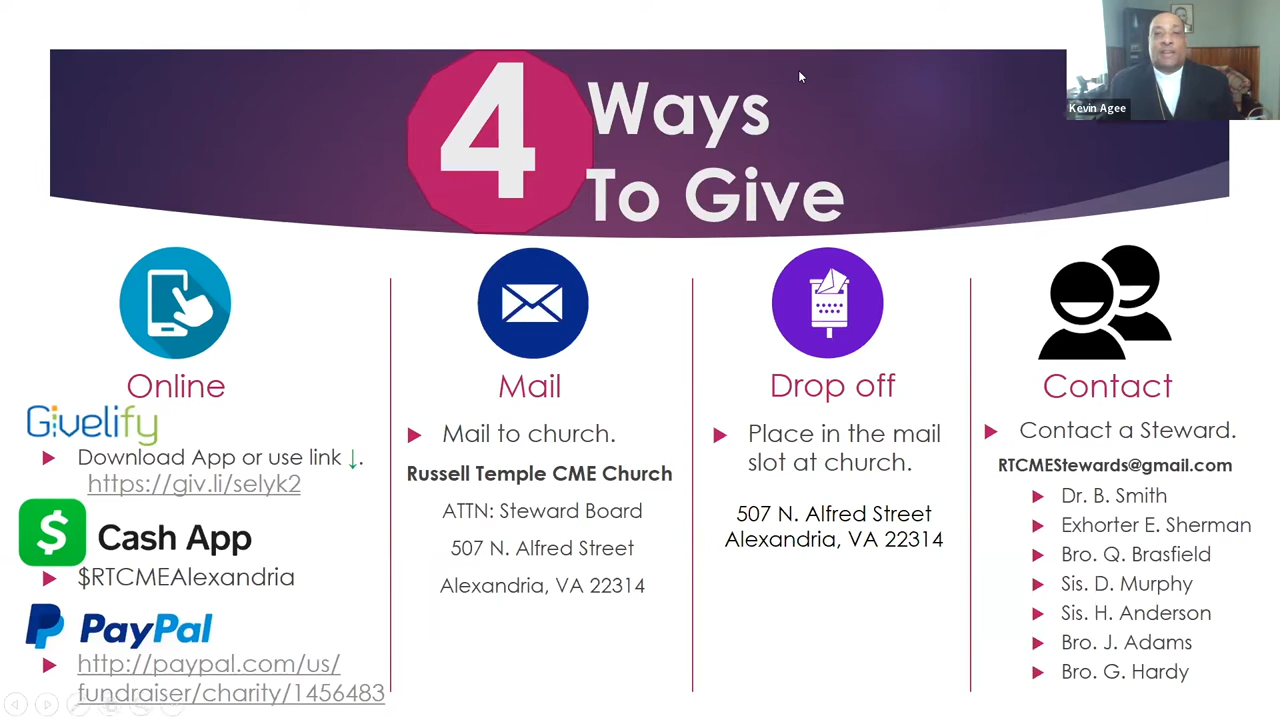 4
Ways
To Give
Kevin Agee
Online
Givelify
Download App or use link ↓.
https://giv.li/selyk2
$
Cash App
$RTCMEAlexandria
PayPal
http://paypal.com/us/
fundraiser/charity/1456483
Mail
Mail to church.
Russell Temple CME Church
ATTN: Steward Board
507 N. Alfred Street
Alexandria, VA 22314
Drop off
Place in the mail
slot at church.
507 N. Alfred Street
Alexandria, VA 22314
Contact
Contact a Steward.
RTCMEStewards@gmail.com
Dr. B. Smith
Exhorter E. Sherman
Bro. Q. Brasfield
Sis. D. Murphy
Sis. H. Anderson
Bro. J. Adams
Bro. G. Hardy